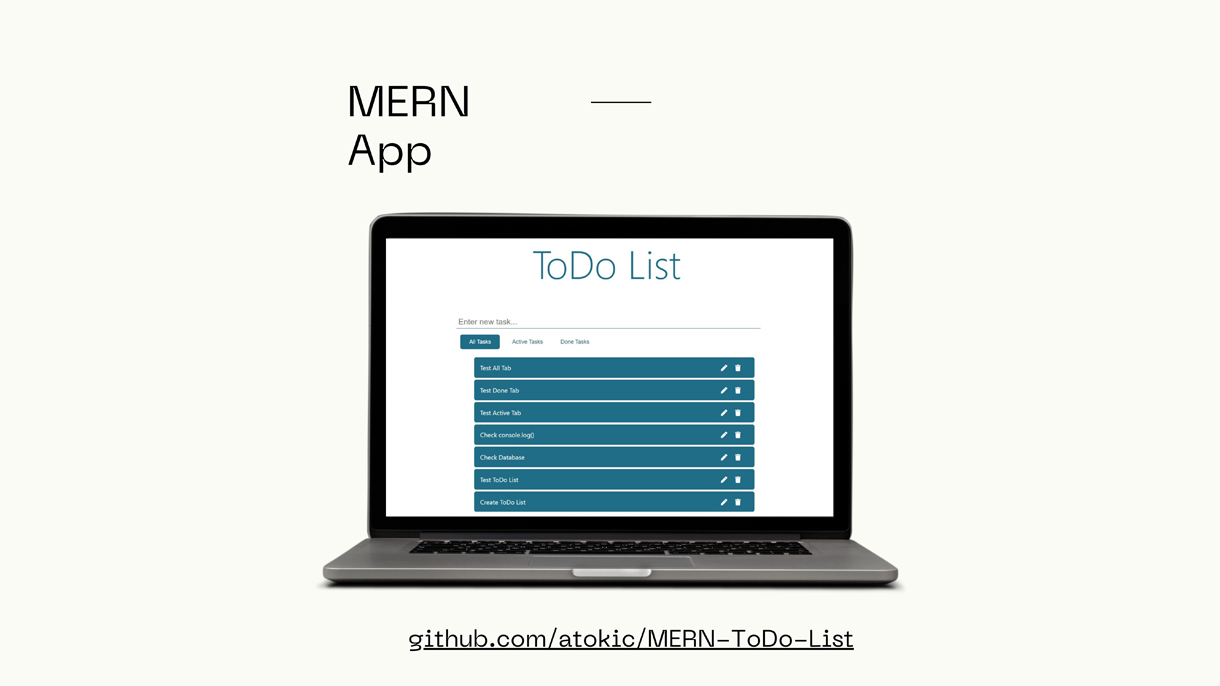 MERN
App
ToDo List
Enter new task...
All Tasks Active Tasks Done Tasks
Test All Tab
Test Done Tab
Test Active Tab
Check console.log()
Check Database
Test ToDo List
Create ToDo List
github.com/atokic/MERN-ToDo-List